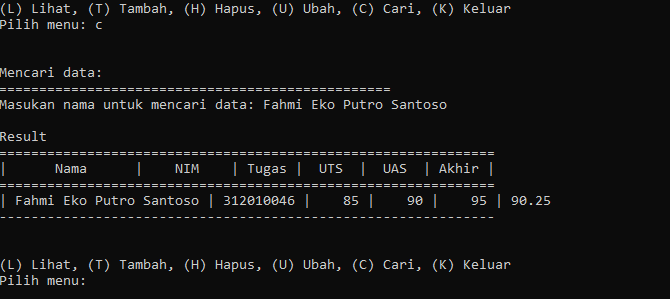 (L) Lihat, (T) Tambah, (H) Hapus, (U) Ubah, (C) Cari, (K) Keluar
Pilih menu: c
Mencari data:
=================================================
Masukan nama untuk mencari data: Fahmi Eko Putro Santoso
Result
==============================================================
|      Nama      |    NIM    | Tugas |  UTS  |  UAS  | Akhir |
==============================================================
| Fahmi Eko Putro Santoso | 312010046 |    85 |    90 |    95 | 90.25
--------------------------------------------------------------
(L) Lihat, (T) Tambah, (H) Hapus, (U) Ubah, (C) Cari, (K) Keluar
Pilih menu: